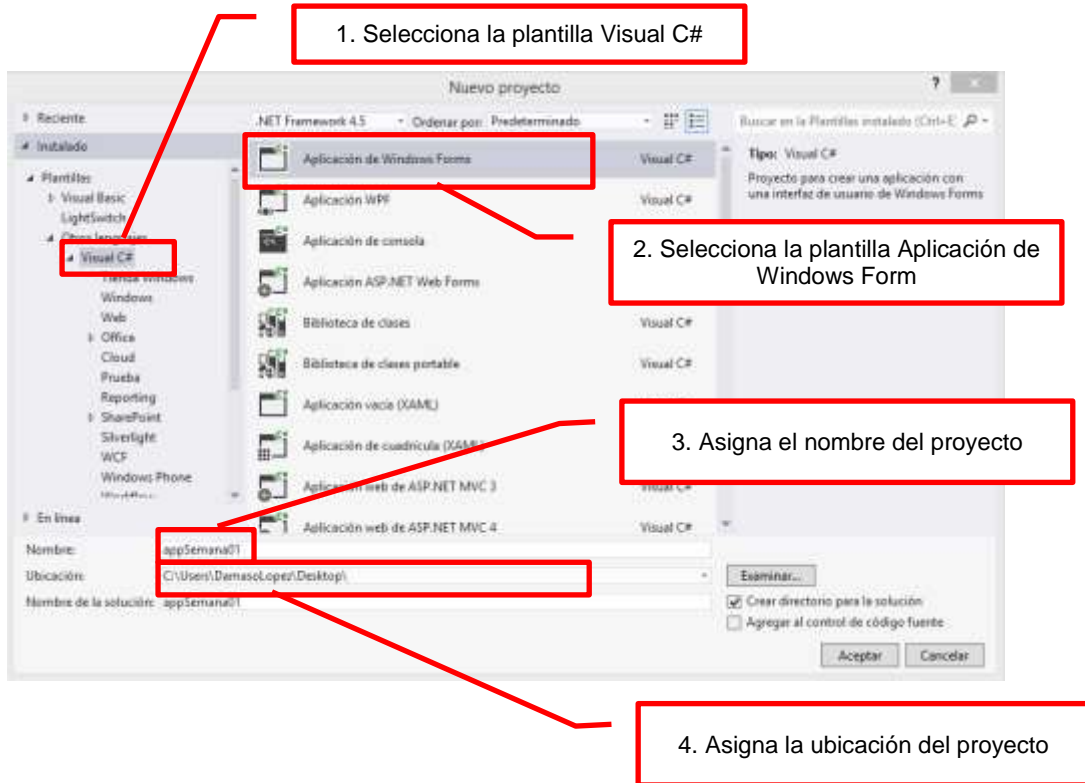 1. Selecciona la plantilla Visual C#
Nuevo proyecto
?
Reciente
.NET Framework 4.5
Ordenar por: Predeterminado
Buscar en la Plantillas instalado (Ctrl+E)
Instalado
Plantillas
Visual Basic
LightSwitch
Otros lenguajes
Visual C#
Tienda Windows
Windows
Web
Office
Cloud
Prueba
Reporting
SharePoint
Silverlight
WCF
Windows Phone
Workflow
En línea
Aplicación de Windows Forms Visual C#
Aplicación WPF Visual C#
Aplicación de consola
Aplicación ASP.NET Web Forms
Biblioteca de clases Visual C#
Biblioteca de clases portable Visual C#
Aplicación vacía (XAML)
Aplicación de cuadrícula (XAML)
Aplicación web de ASP.NET MVC 3 Visual C#
Aplicación web de ASP.NET MVC 4 Visual C#
Tipo: Visual C#
Proyecto para crear una aplicación con
una interfaz de usuario de Windows Forms
2. Selecciona la plantilla Aplicación de
Windows Form
3. Asigna el nombre del proyecto
Nombre: appSemana01
Ubicación: C:\Users\DamasoLopez\Desktop\
Nombre de la solución: appSemana01
Examinar...
Crear directorio para la solución
Agregar al control de código fuente
Aceptar Cancelar
4. Asigna la ubicación del proyecto